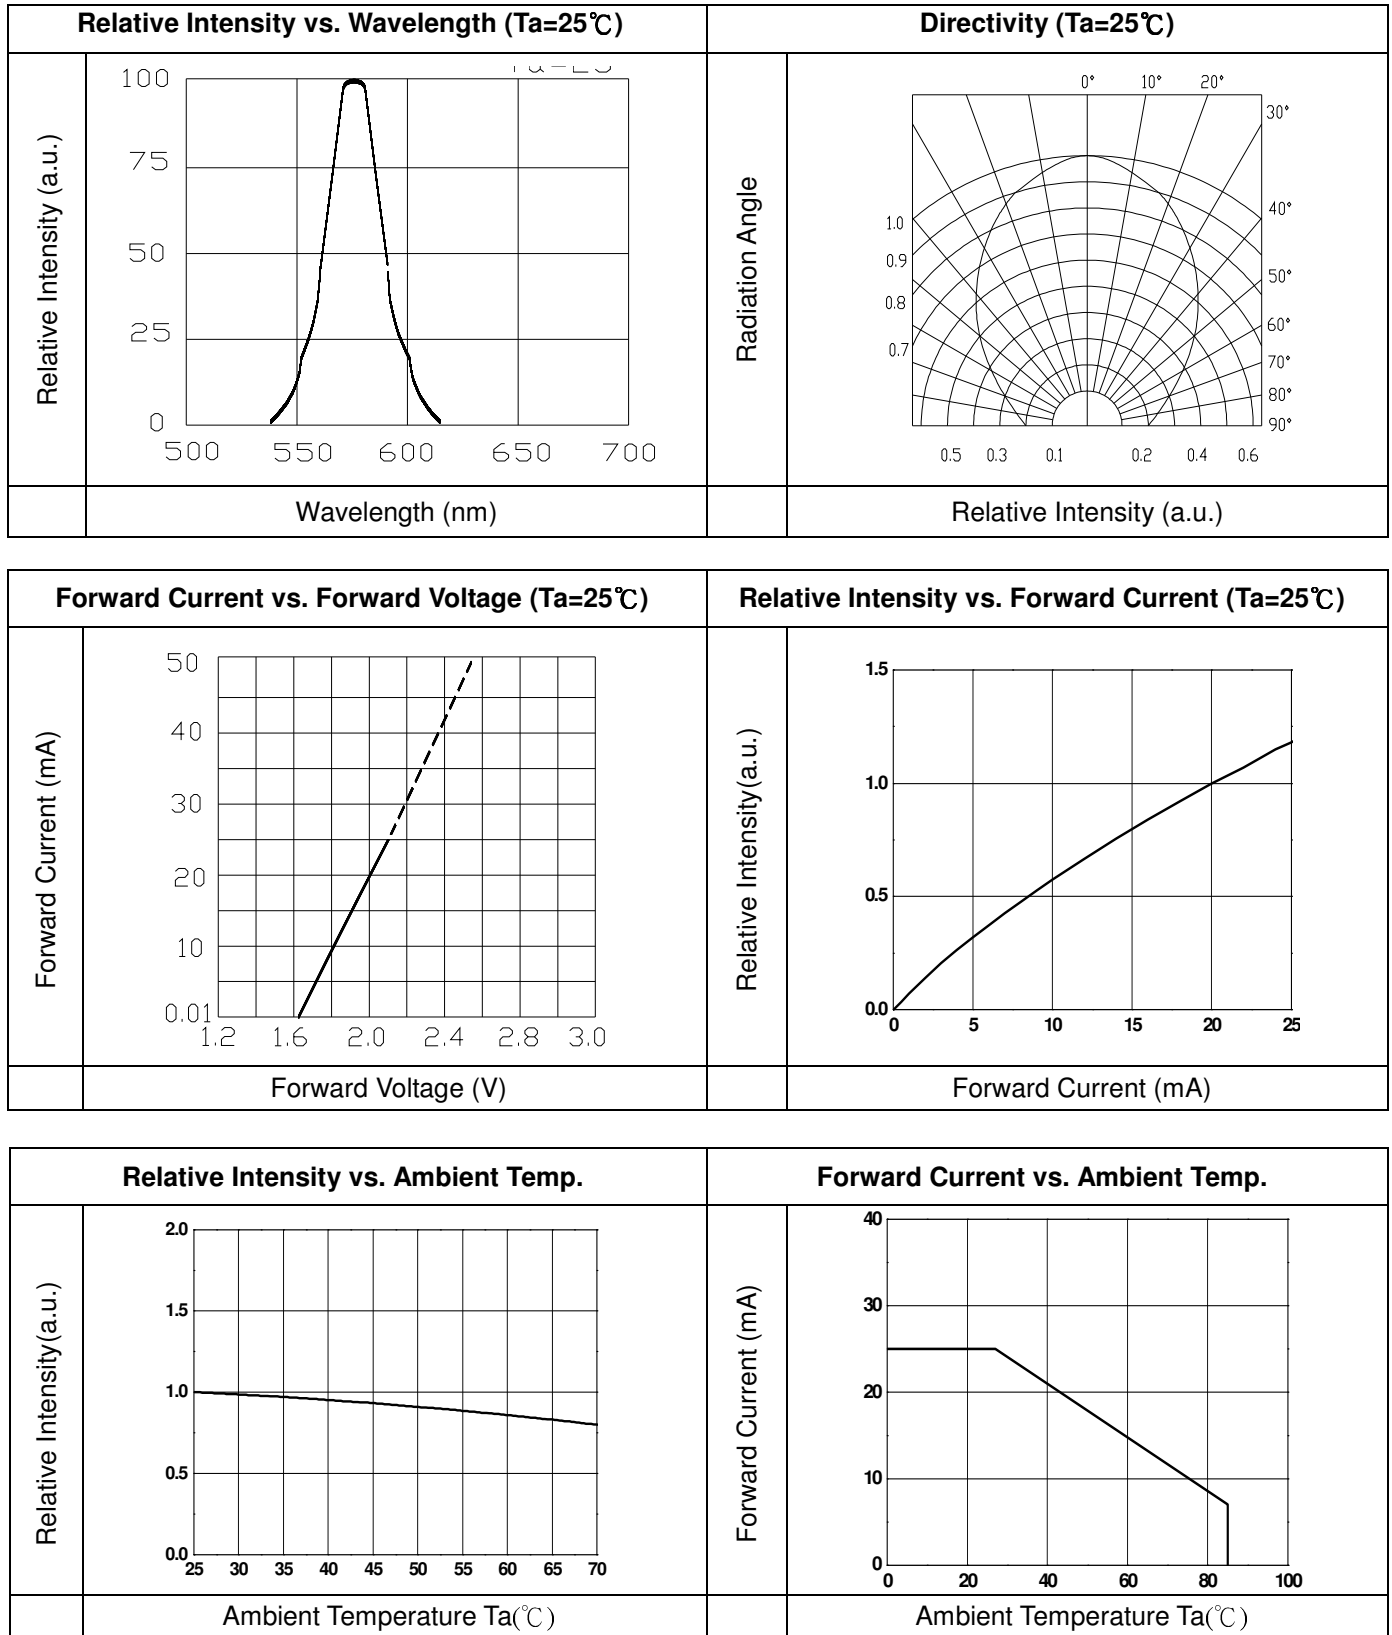 Relative Intensity vs. Wavelength (Ta=25℃)
Directivity (Ta=25℃)
Relative Intensity (a.u.)
100
75
50
25
0
500 550 600 650 700
Wavelength (nm)
Radiation Angle
0° 10° 20°
30°
40°
50°
60°
70°
80°
90°
1.0
0.9
0.8
0.7
0.5 0.3 0.1 0.2 0.4 0.6
Relative Intensity (a.u.)
Forward Current vs. Forward Voltage (Ta=25℃)
Relative Intensity vs. Forward Current (Ta=25℃)
Forward Current (mA)
50
40
30
20
10
0.01
1.2 1.6 2.0 2.4 2.8 3.0
Forward Voltage (V)
Relative Intensity(a.u.)
1.5
1.0
0.5
0.0
0 5 10 15 20 25
Forward Current (mA)
Relative Intensity vs. Ambient Temp.
Forward Current vs. Ambient Temp.
Relative Intensity(a.u.)
2.0
1.5
1.0
0.5
0.0
25 30 35 40 45 50 55 60 65 70
Ambient Temperature Ta(℃)
Forward Current (mA)
40
30
20
10
0
0 20 40 60 80 100
Ambient Temperature Ta(℃)